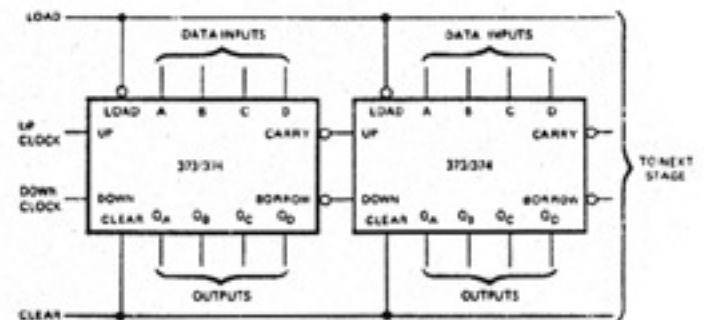 LOAD
DATA INPUTS
DATA INPUTS
LOAD A B C D
LOAD A B C D
UP CLOCK
UP
CARRY
UP
CARRY
373/374
373/374
TO NEXT STAGE
DOWN CLOCK
DOWN
BORROW
DOWN
BORROW
CLEAR QA QB QC QD
CLEAR QA QB QC QD
OUTPUTS
OUTPUTS
CLEAR